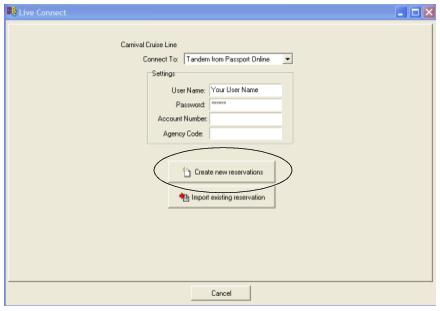 Live Connect
Carnival Cruise Line
Connect To: Tandem from Passport Online
Settings
User Name: Your User Name
Password: ******
Account Number:
Agency Code:
Create new reservations
Import existing reservation
Cancel